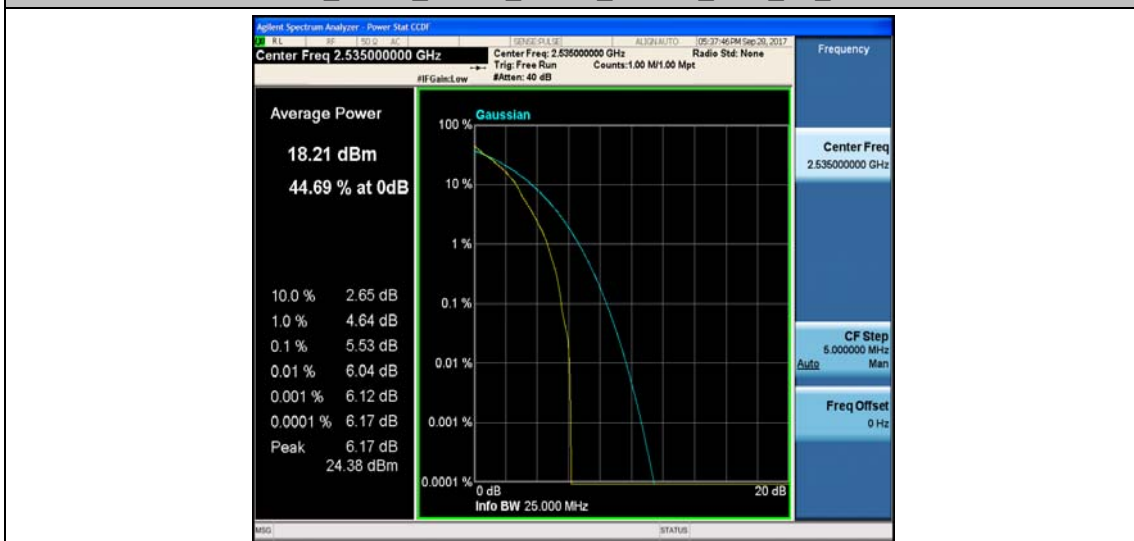 Agilent Spectrum Analyzer - Power Stat CCDF
RL RF 50 Ω AC SENSE:PULSE ALIGN AUTO 05:37:46 PM Sep 20, 2017
Center Freq 2.535000000 GHz
Center Freq: 2.535000000 GHz Radio Std: None
Trig: Free Run Counts:1.00 M/1.00 Mpt
#IFGain:Low #Atten: 40 dB
Frequency
Average Power
18.21 dBm
44.69 % at 0dB
10.0 % 2.65 dB
1.0 % 4.64 dB
0.1 % 5.53 dB
0.01 % 6.04 dB
0.001 % 6.12 dB
0.0001 % 6.17 dB
Peak 6.17 dB
24.38 dBm
Gaussian
100 %
10 %
1 %
0.1 %
0.01 %
0.001 %
0.0001 %
0 dB 20 dB
Info BW 25.000 MHz
Center Freq
2.535000000 GHz
CF Step
5.000000 MHz
Auto Man
Freq Offset
0 Hz
MSG STATUS